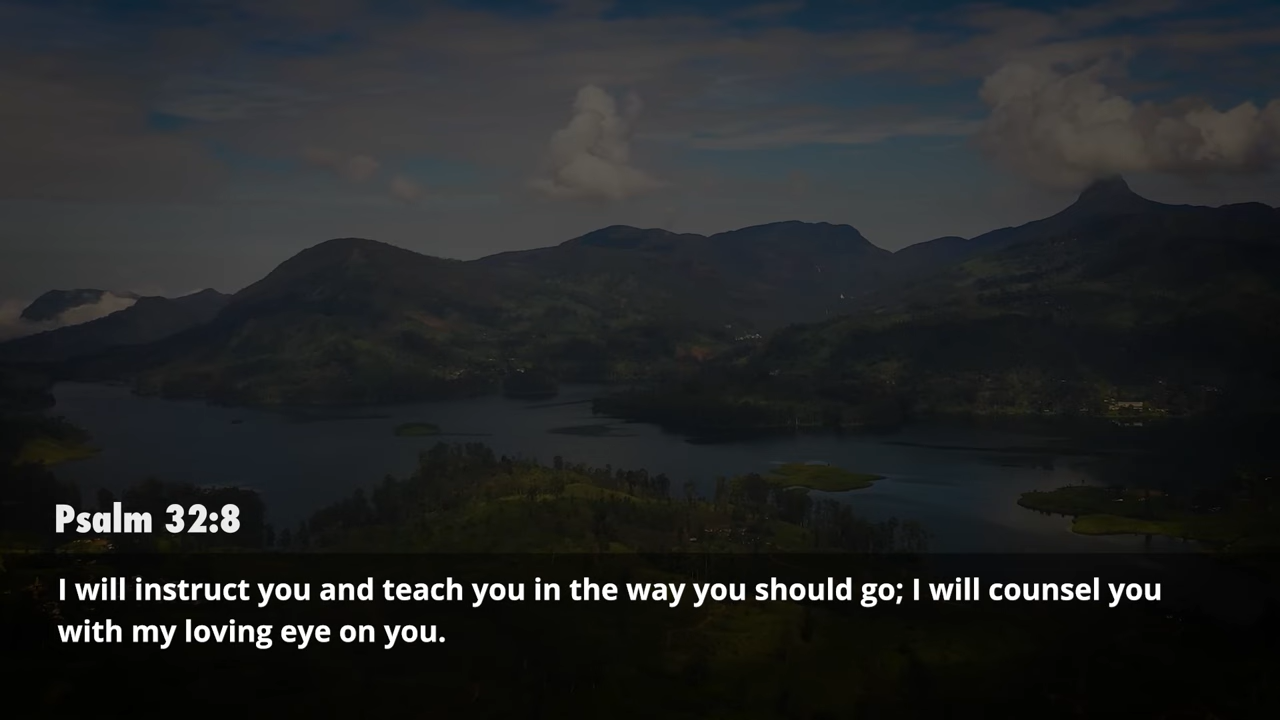 Psalm 32:8
I will instruct you and teach you in the way you should go; I will counsel you
with my loving eye on you.